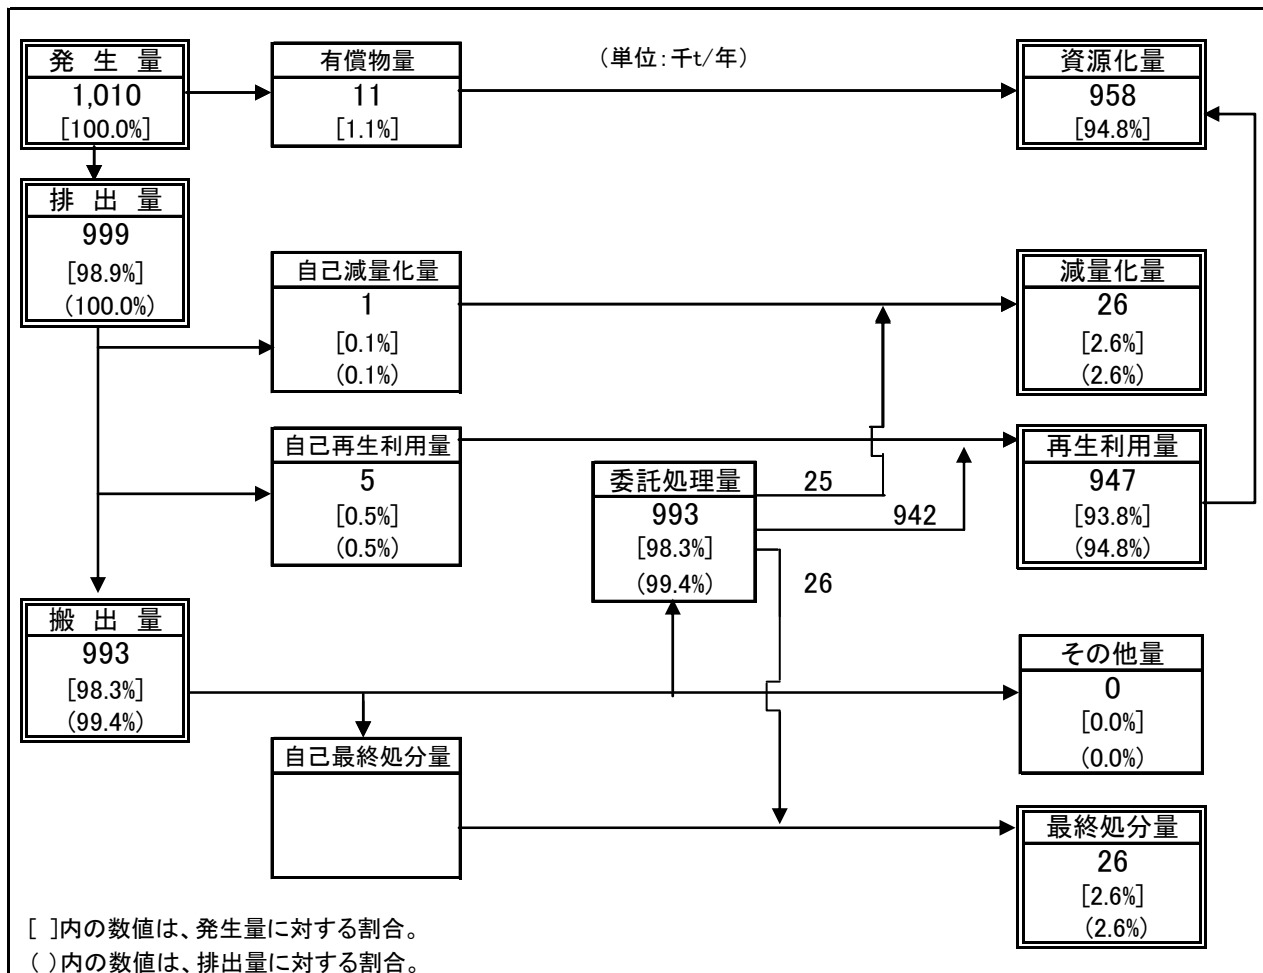 (単位:千t/年)
発 生 量
1,010
[100.0%]
有償物量
11
[1.1%]
資源化量
958
[94.8%]
排 出 量
999
[98.9%]
(100.0%)
自己減量化量
1
[0.1%]
(0.1%)
減量化量
26
[2.6%]
(2.6%)
自己再生利用量
5
[0.5%]
(0.5%)
委託処理量
993
[98.3%]
(99.4%)
25
942
26
再生利用量
947
[93.8%]
(94.8%)
搬 出 量
993
[98.3%]
(99.4%)
その他量
0
[0.0%]
(0.0%)
自己最終処分量
最終処分量
26
[2.6%]
(2.6%)
[ ]内の数値は、発生量に対する割合。
( )内の数値は、排出量に対する割合。